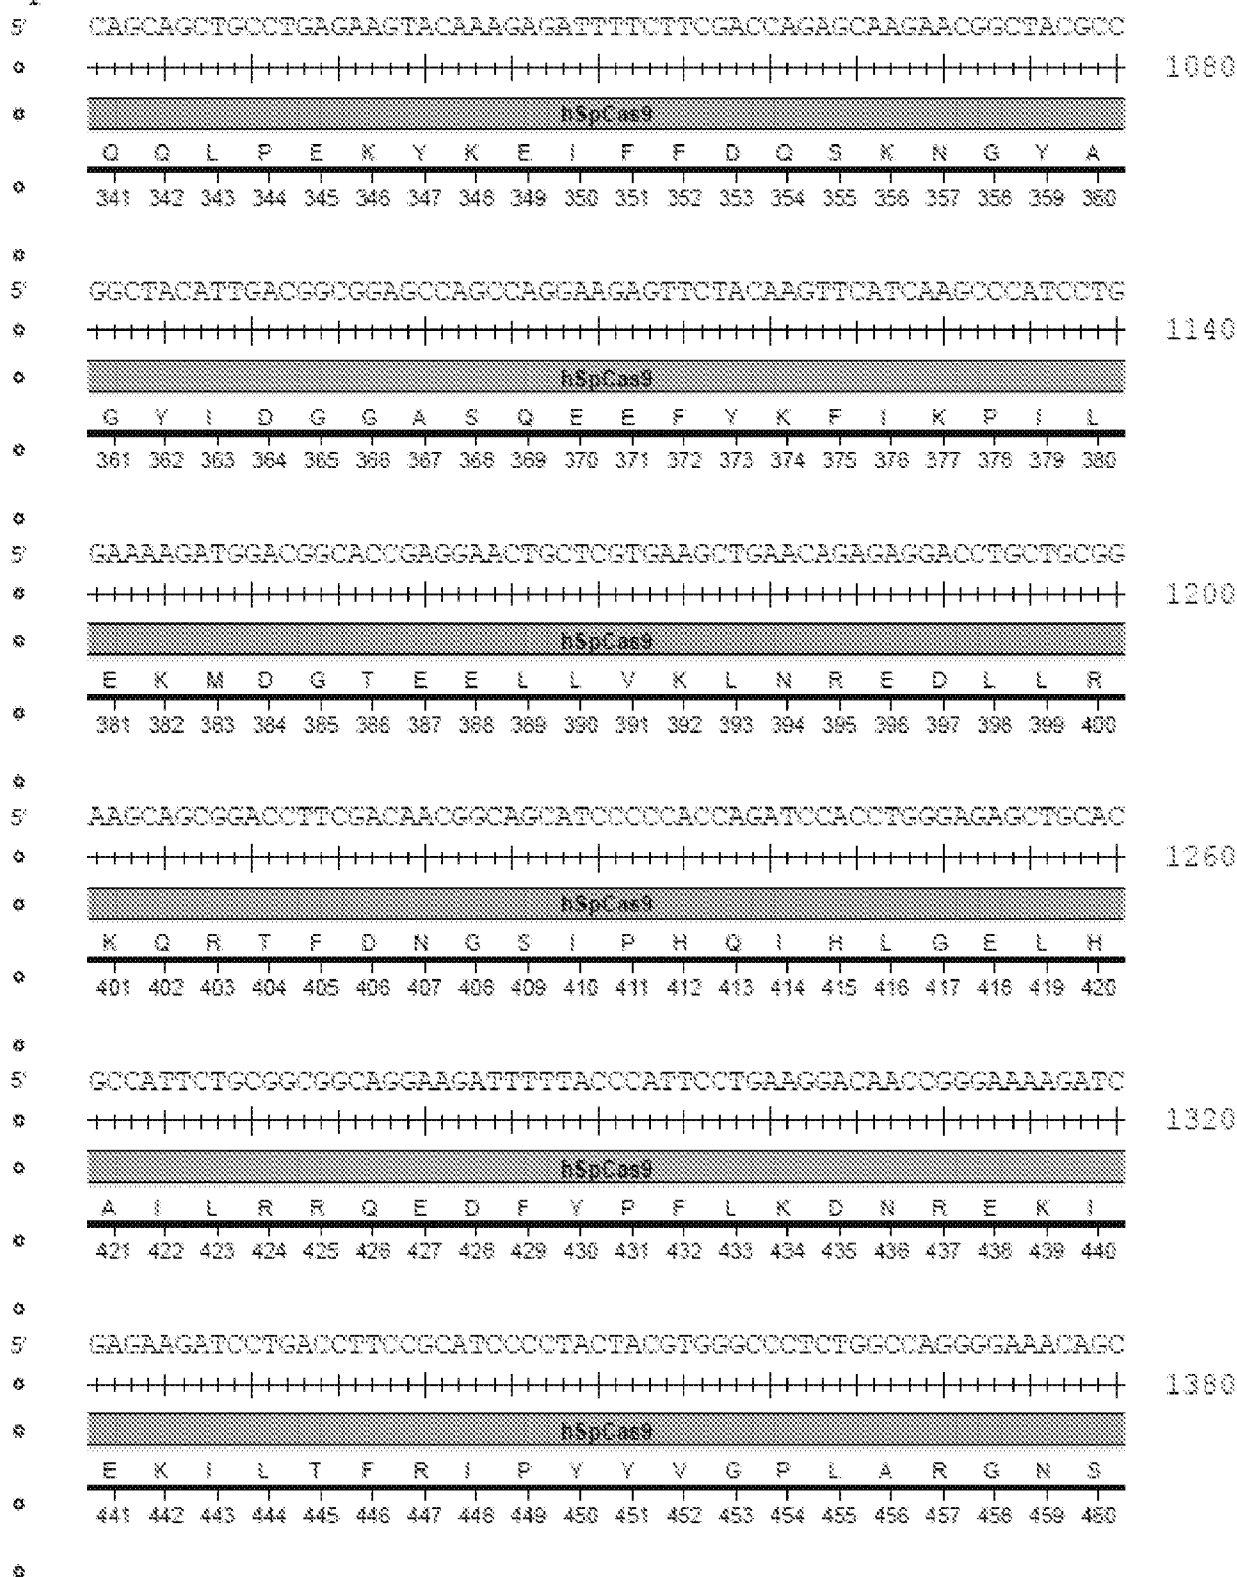 5' CAGCAGCTGCCTGAGAAGTACAAAGAGATTTTCTTCGACCAGAGCAAGAACGGCTACGCC
1080
hSpCas9
Q Q L P E K Y K E I F F D Q S K N G Y A
341 342 343 344 345 346 347 348 349 350 351 352 353 354 355 356 357 358 359 360
5' GGCTACATTGACGGCGGAGCCAGCCAGGAAGAGTTCTACAAGTTCATCAAGCCCATCCTG
1140
hSpCas9
G Y I D G G A S Q E E F Y K F I K P I L
361 362 363 364 365 366 367 368 369 370 371 372 373 374 375 376 377 378 379 380
5' GAAAAGATGGACGGCACCGAGGAACTGCTCGTGAAGCTGAACAGAGAGGACCTGCTGCGG
1200
hSpCas9
E K M D G T E E L L V K L N R E D L L R
381 382 383 384 385 386 387 388 389 390 391 392 393 394 395 396 397 398 399 400
5' AAGCAGCGGACCTTCGACAACGGCAGCATCCCCCACCAGATCCACCTGGGAGAGCTGCAC
1260
hSpCas9
K Q R T F D N G S I P H Q I H L G E L H
401 402 403 404 405 406 407 408 409 410 411 412 413 414 415 416 417 418 419 420
5' GCCATTCTGCGGCGGCAGGAAGATTTTTACCCATTCCTGAAGGACAACCGGGAAAAGATC
1320
hSpCas9
A I L R R Q E D F Y P F L K D N R E K I
421 422 423 424 425 426 427 428 429 430 431 432 433 434 435 436 437 438 439 440
5' GAGAAGATCCTGACCTTCCGCATCCCCTACTACGTGGGCCCTCTGGCCAGGGGAAACAGC
1380
hSpCas9
E K I L T F R I P Y Y V G P L A R G N S
441 442 443 444 445 446 447 448 449 450 451 452 453 454 455 456 457 458 459 460